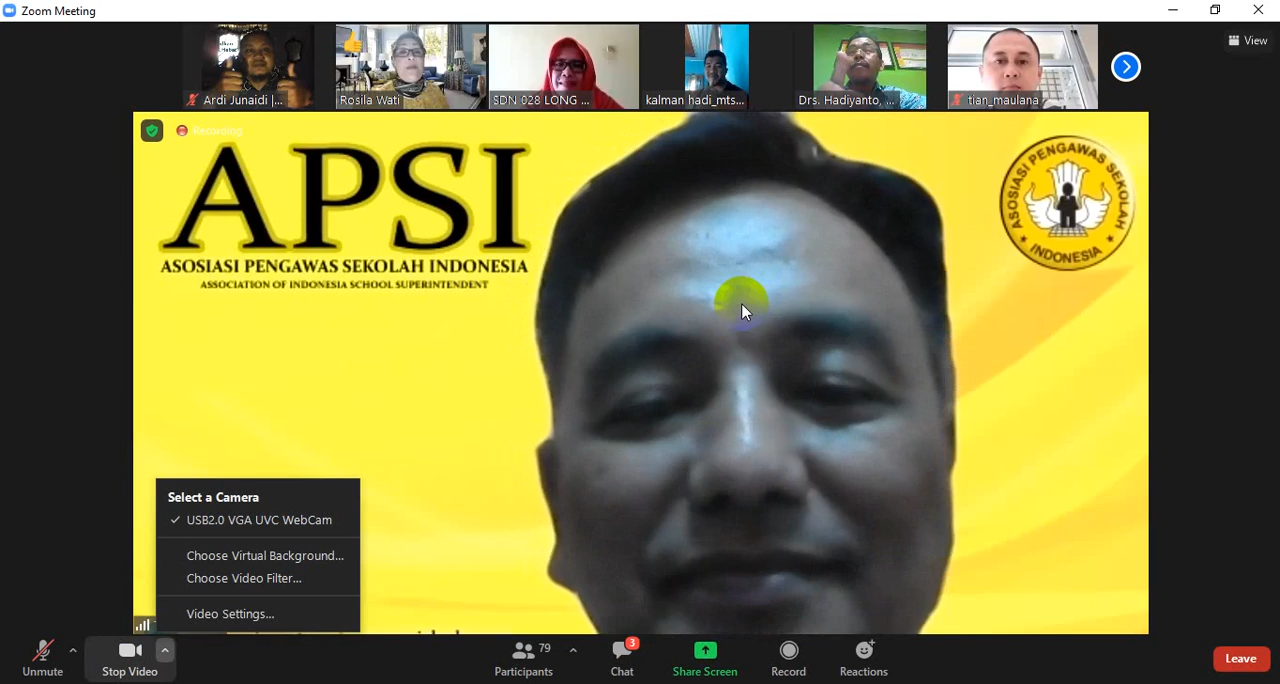 Zoom Meeting
View
Ardi Junaidi |...
Rosila Wati
SDN 028 LONG ...
kalman hadi_mts...
Drs. Hadiyanto, ...
tian_maulana
Recording
APSI
ASOSIASI PENGAWAS SEKOLAH INDONESIA
ASSOCIATION OF INDONESIA SCHOOL SUPERINTENDENT
ASOSIASI PENGAWAS SEKOLAH
INDONESIA
Select a Camera
USB2.0 VGA UVC WebCam
Choose Virtual Background...
Choose Video Filter...
Video Settings...
Unmute
Stop Video
Participants
79
Chat
3
Share Screen
Record
Reactions
Leave